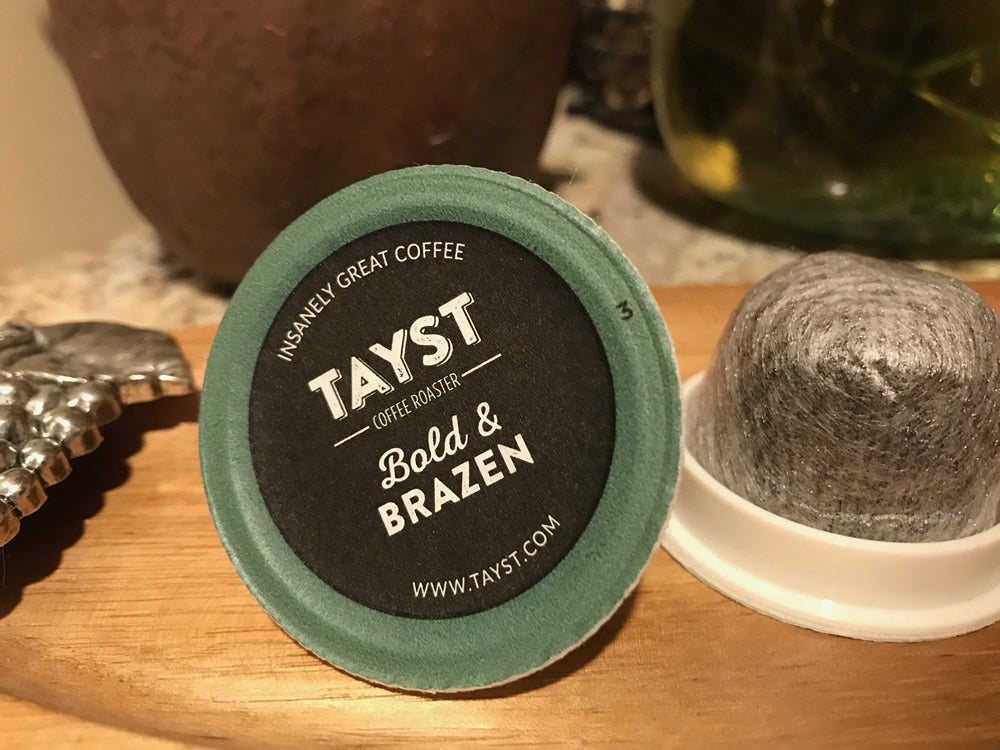 INSANELY GREAT COFFEE
TAYST
COFFEE ROASTER
Bold &
BRAZEN
WWW.TAYST.COM
3